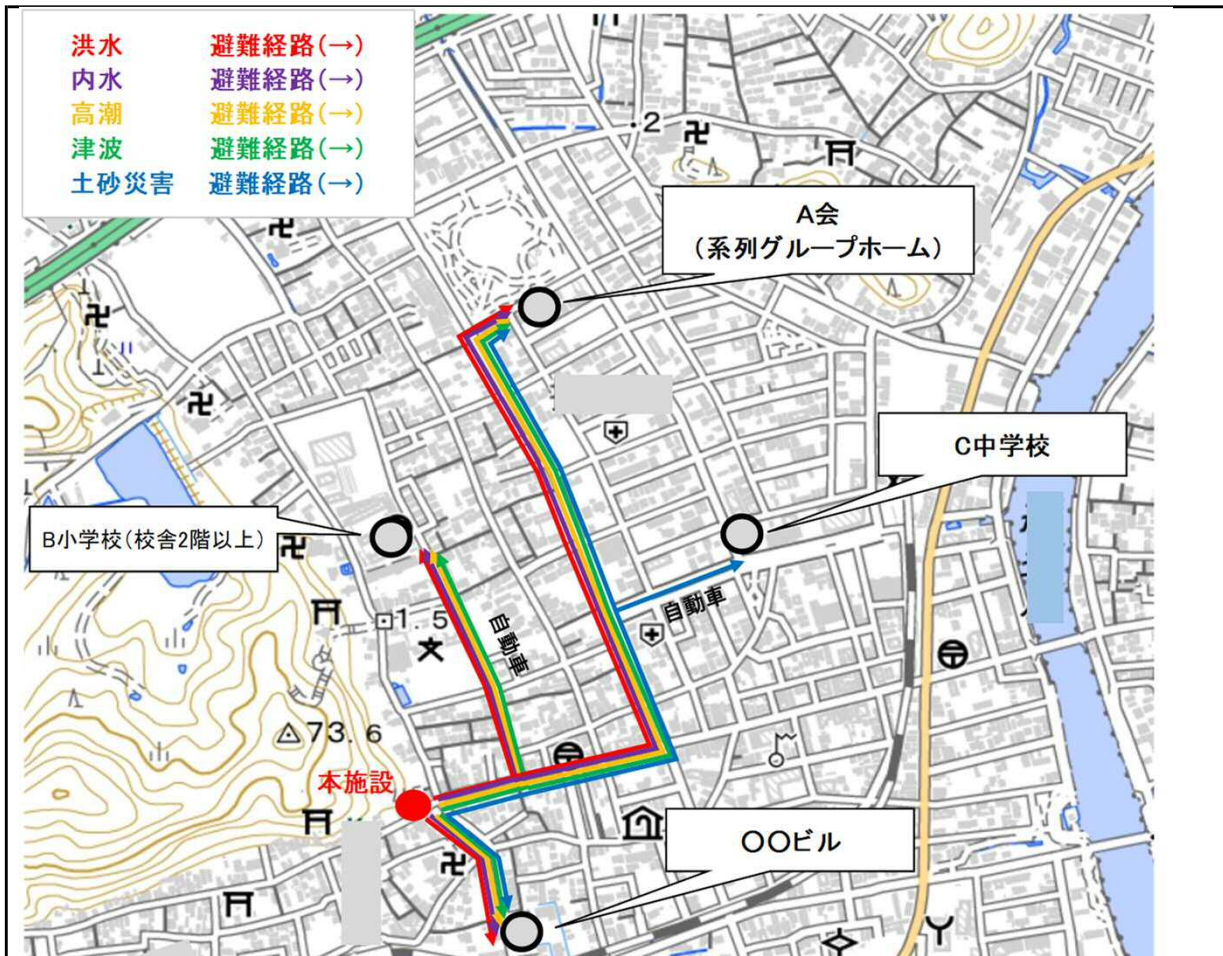 洪水 避難経路(→)
内水 避難経路(→)
高潮 避難経路(→)
津波 避難経路(→)
土砂災害 避難経路(→)
・2
A会
(系列グループホーム)
C中学校
B小学校(校舎2階以上)
自動車
1.5
自動車
73.6
本施設
〇〇ビル